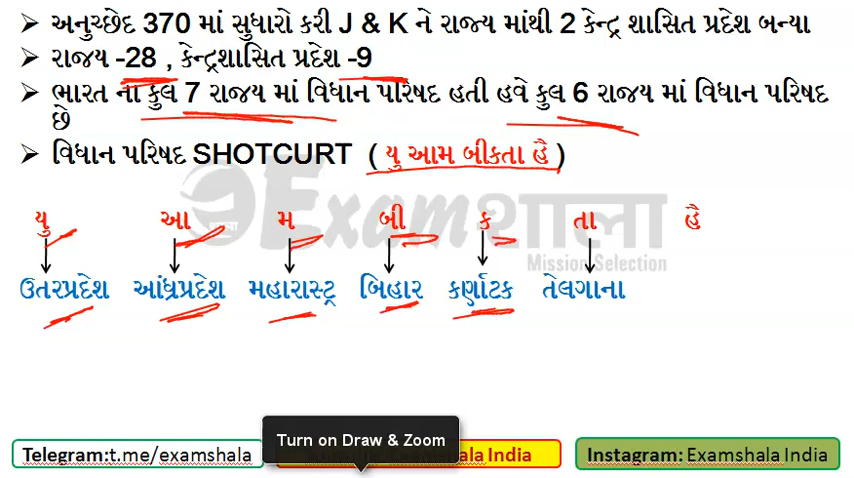 ➢ અનુચ્છેદ 370 માં સુધારો કરી J & K ને રાજ્ય માંથી 2 કેન્દ્ર શાસિત પ્રદેશ બન્યા
➢ રાજ્ય -28 , કેન્દ્રશાસિત પ્રદેશ -9
➢ ભારત ના કુલ 7 રાજ્ય માં વિધાન પરિષદ હતી હવે કુલ 6 રાજ્ય માં વિધાન પરિષદ
છે
➢ વિધાન પરિષદ SHOTCURT ( યુ આમ બીકતા હૈ )
Examશાલા
Mission Selection
યુ આ મ બી ક તા હૈ
ઉતરપ્રદેશ આંધ્રપ્રદેશ મહારાસ્ટ્ર બિહાર કર્ણાટક તેલગાના
Turn on Draw & Zoom
Telegram:t.me/examshala India Instagram: Examshala India